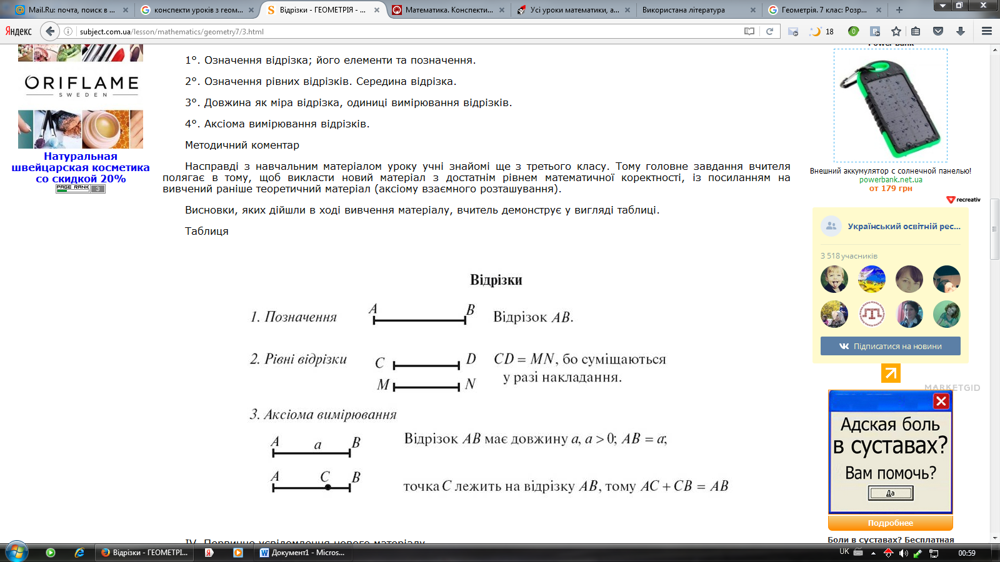 Mail.Ru: почта, поиск в ...
конспекти уроків з геом...
Відрізки - ГЕОМЕТРІЯ - ...
Математика. Конспекти...
Усі уроки математики, а...
Використана література
Геометрія. 7 клас: Розр...
Яндекс
subject.com.ua/lesson/mathematics/geometry7/3.html
18
0
ORIFLAME
SWEDEN
Натуральная
швейцарская косметика
со скидкой 20%
PAGE RANK 3
1°. Означення відрізка; його елементи та позначення.
2°. Означення рівних відрізків. Середина відрізка.
3°. Довжина як міра відрізка, одиниці вимірювання відрізків.
4°. Аксіома вимірювання відрізків.
Методичний коментар
Насправді з навчальним матеріалом уроку учні знайомі ще з третього класу. Тому головне завдання вчителя
полягає в тому, щоб викласти новий матеріал з достатнім рівнем математичної коректності, із посиланням на
вивчений раніше теоретичний матеріал (аксіому взаємного розташування).
Висновки, яких дійшли в ході вивчення матеріалу, вчитель демонструє у вигляді таблиці.
Таблиця
Відрізки
1. Позначення
A B
Відрізок AB.
2. Рівні відрізки
C D
M N
CD = MN, бо суміщаються
у разі накладання.
3. Аксіома вимірювання
A a B
Відрізок AB має довжину a, a > 0; AB = a;
A C B
точка C лежить на відрізку AB, тому AC + CB = AB
IV. Первинне усвідомлення нового матеріалу
Power Bank
Внешний аккумулятор с солнечной панелью!
powerbank.net.ua
от 179 грн
recreativ
Український освітній рес...
3 518 учасників
Підписатися на новини
MARKETGID
Адская боль
в суставах?
Вам помочь?
Да
Подробнее
Боли в суставах? Бесплатная
Відрізки - ГЕОМЕТРІ...
Документ1 - Micros...
UK
00:59